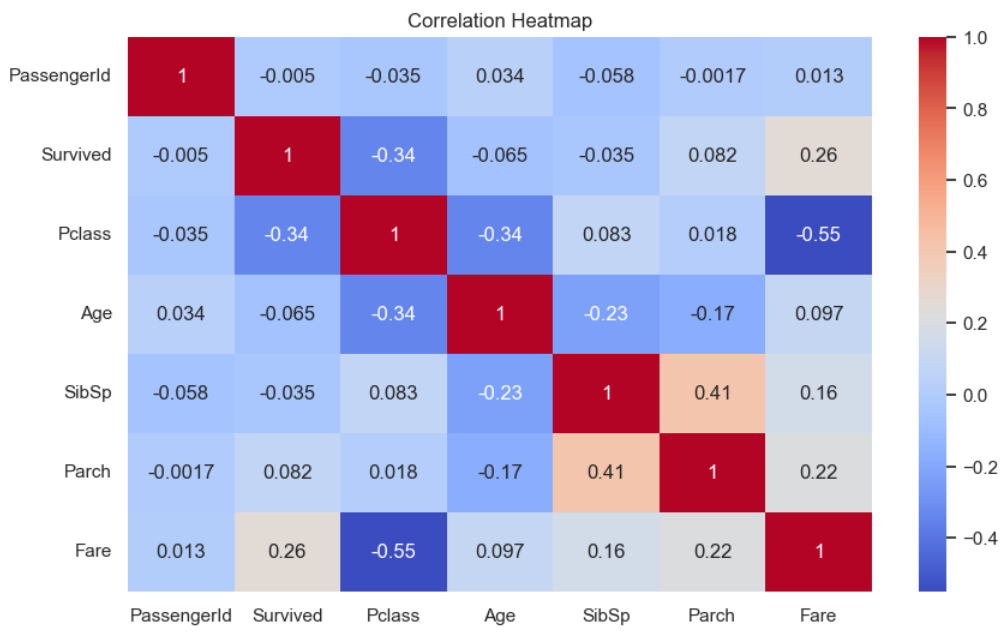 Correlation Heatmap
PassengerId 1 -0.005 -0.035 0.034 -0.058 -0.0017 0.013
Survived -0.005 1 -0.34 -0.065 -0.035 0.082 0.26
Pclass -0.035 -0.34 1 -0.34 0.083 0.018 -0.55
Age 0.034 -0.065 -0.34 1 -0.23 -0.17 0.097
SibSp -0.058 -0.035 0.083 -0.23 1 0.41 0.16
Parch -0.0017 0.082 0.018 -0.17 0.41 1 0.22
Fare 0.013 0.26 -0.55 0.097 0.16 0.22 1
PassengerId Survived Pclass Age SibSp Parch Fare
1.0
0.8
0.6
0.4
0.2
0.0
−0.2
−0.4